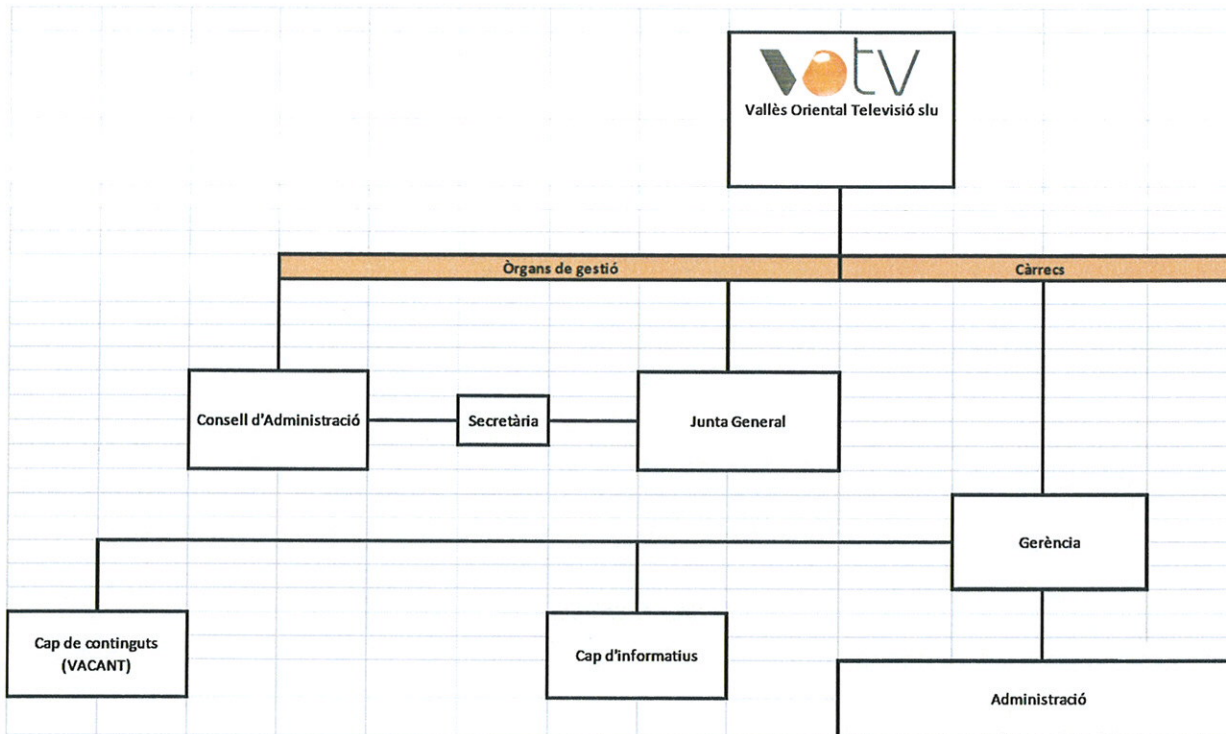 votv
Vallès Oriental Televisió slu
Òrgans de gestió
Càrrecs
Consell d'Administració
Secretària
Junta General
Gerència
Cap de continguts
(VACANT)
Cap d'informatius
Administració